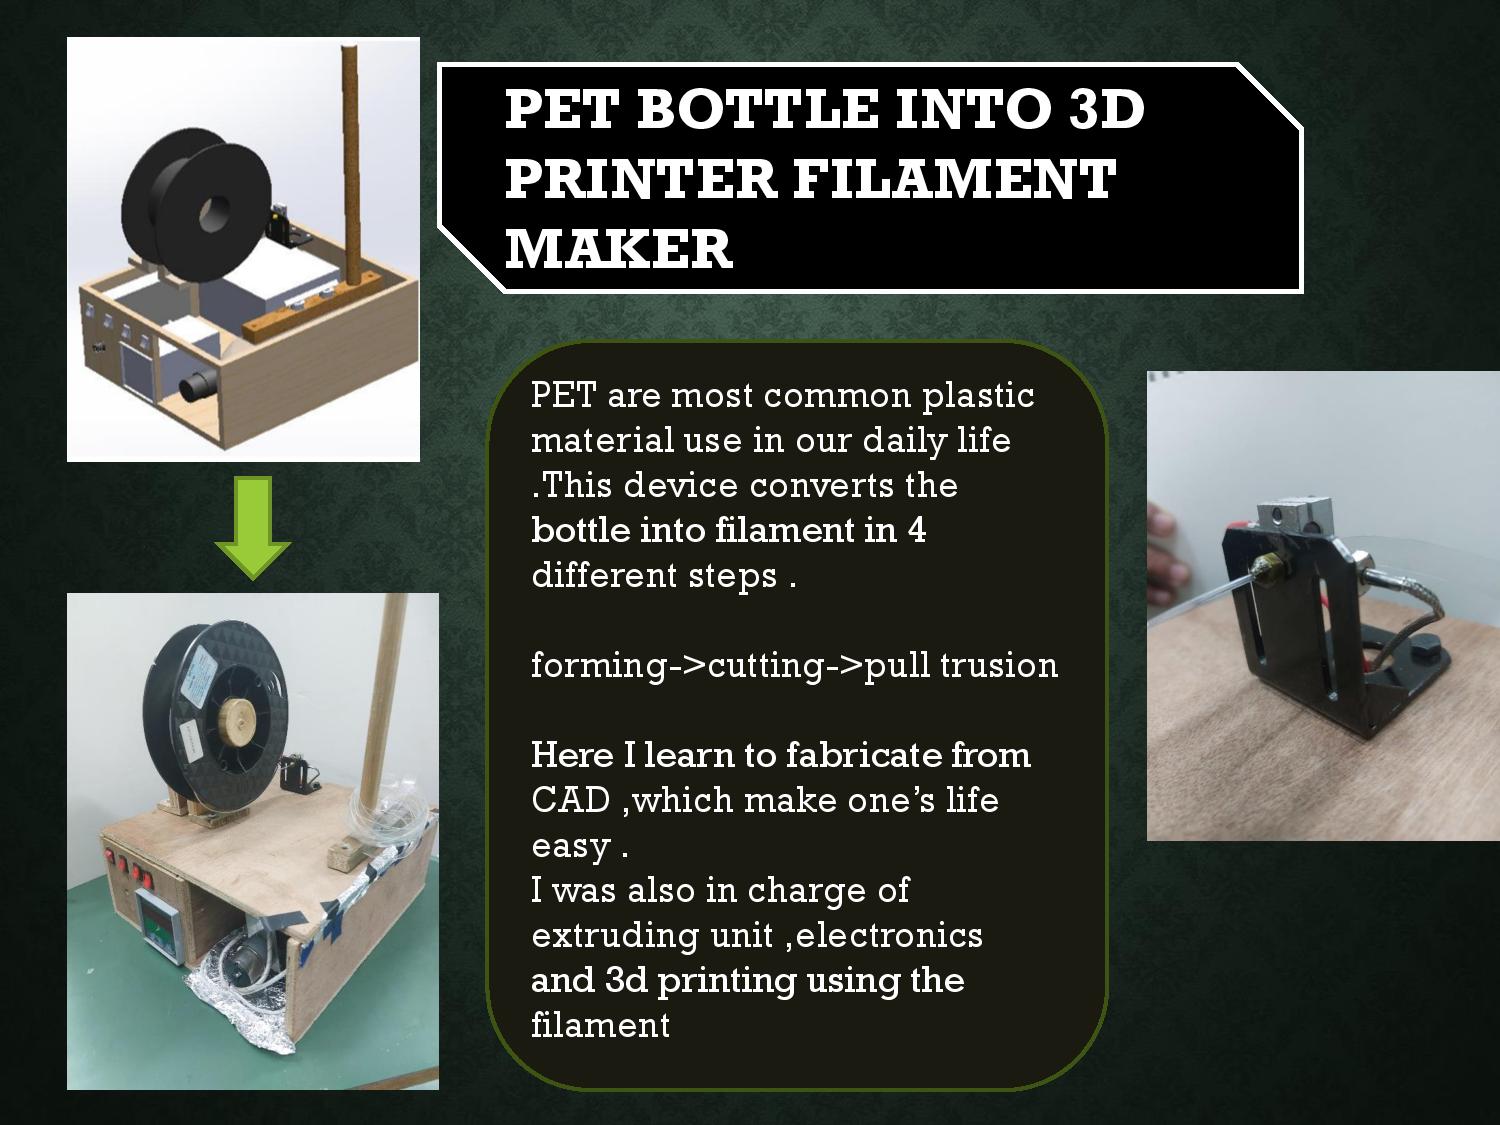 PET BOTTLE INTO 3D
PRINTER FILAMENT
MAKER
PET are most common plastic
material use in our daily life
.This device converts the
bottle into filament in 4
different steps .
forming->cutting->pull trusion
Here I learn to fabricate from
CAD ,which make one’s life
easy .
I was also in charge of
extruding unit ,electronics
and 3d printing using the
filament